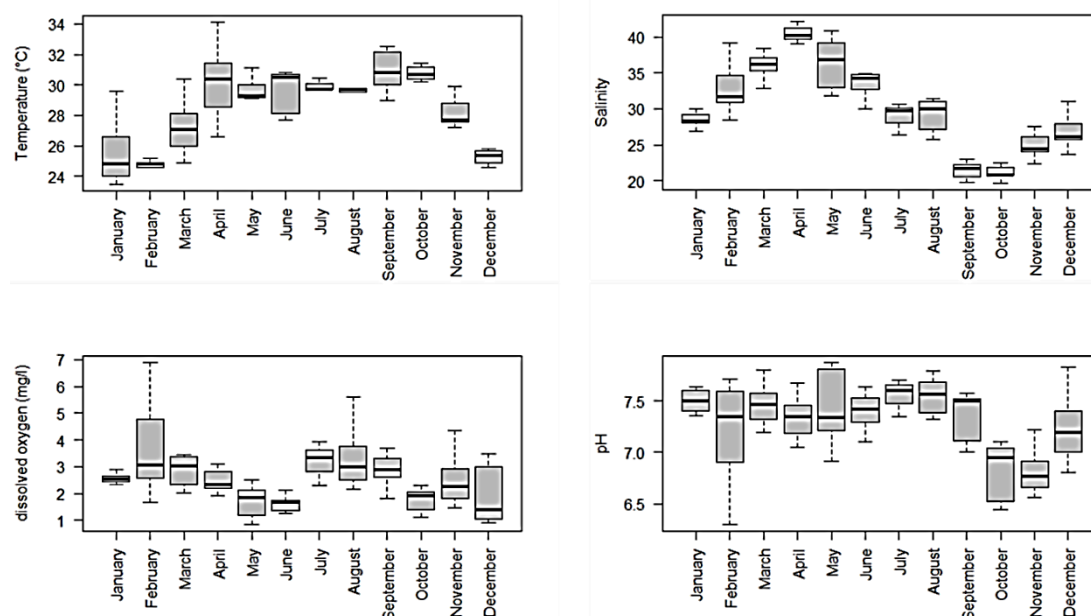 Temperature (°C)
34
32
30
28
26
24
January
February
March
April
May
June
July
August
September
October
November
December
Salinity
40
35
30
25
20
January
February
March
April
May
June
July
August
September
October
November
December
dissolved oxygen (mg/l)
7
6
5
4
3
2
1
January
February
March
April
May
June
July
August
September
October
November
December
pH
7.5
7.0
6.5
January
February
March
April
May
June
July
August
September
October
November
December